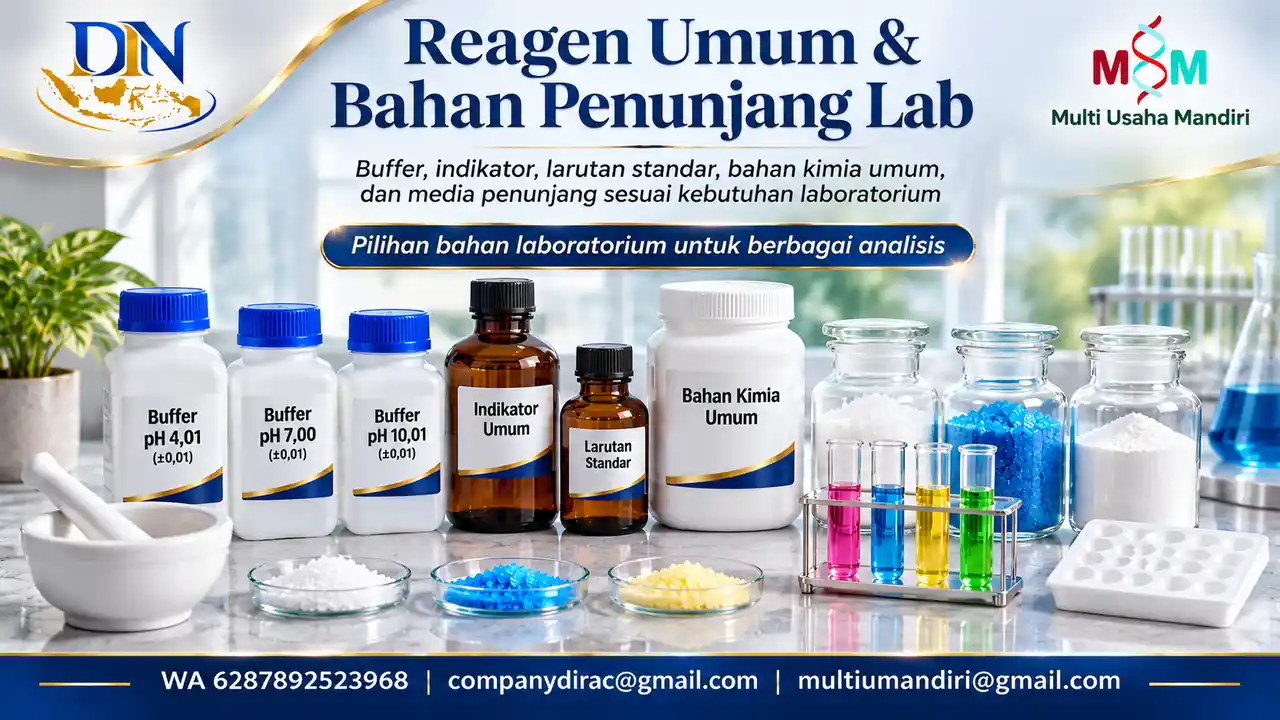 DIN
Reagen Umum &
Bahan Penunjang Lab
Buffer, indikator, larutan standar, bahan kimia umum,
dan media penunjang sesuai kebutuhan laboratorium
Pilihan bahan laboratorium untuk berbagai analisis
M M
Multi Usaha Mandiri
Buffer
pH 4,01
(±0,01)
Buffer
pH 7,00
(±0,01)
Buffer
pH 10,01
(±0,01)
Indikator
Umum
Larutan
Standar
Bahan Kimia
Umum
WA 6287892523968 | companydirac@gmail.com | multiumandiri@gmail.com